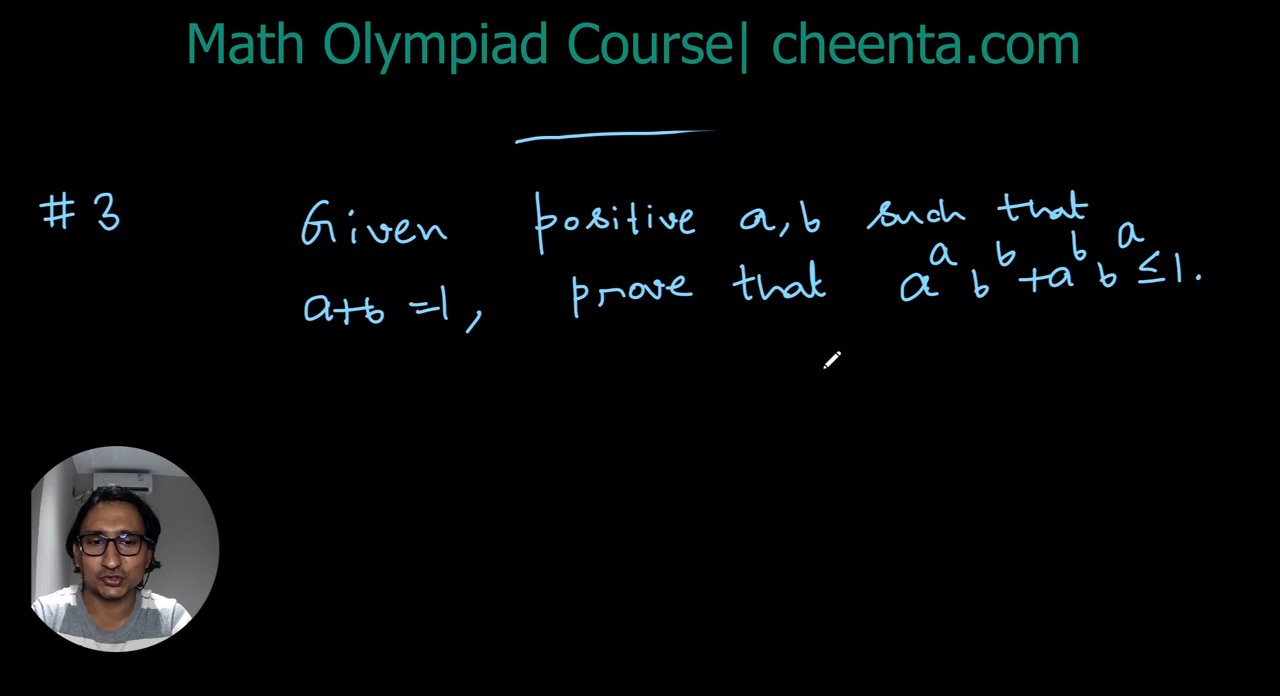 Math Olympiad Course| cheenta.com
# 3 Given positive a, b such that
a+b =1, prove that a^a b^b + a^b b^a ≤ 1.